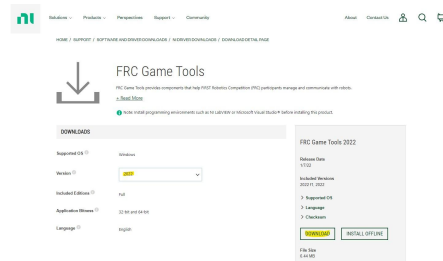 Solutions
Products
Perspectives
Support
Community
About
Contact Us
HOME / SUPPORT / SOFTWARE AND DRIVER DOWNLOADS / NI DRIVER DOWNLOADS / DOWNLOAD DETAIL PAGE
FRC Game Tools
FRC Game Tools provides components that help FIRST Robotics Competition (FRC) participants manage and communicate with robots.
+ Read More
Note: Install programming environments such as NI LabVIEW or Microsoft Visual Studio® before installing this product.
DOWNLOADS
Supported OS
Windows
Version
Included Editions
Full
Application Bitness
32-bit and 64-bit
Language
English
FRC Game Tools 2022
Release Date
1/7/22
Included Versions
2022 f1, 2022
> Supported OS
> Language
> Checksum
DOWNLOAD
INSTALL OFFLINE
File Size
6.44 MB